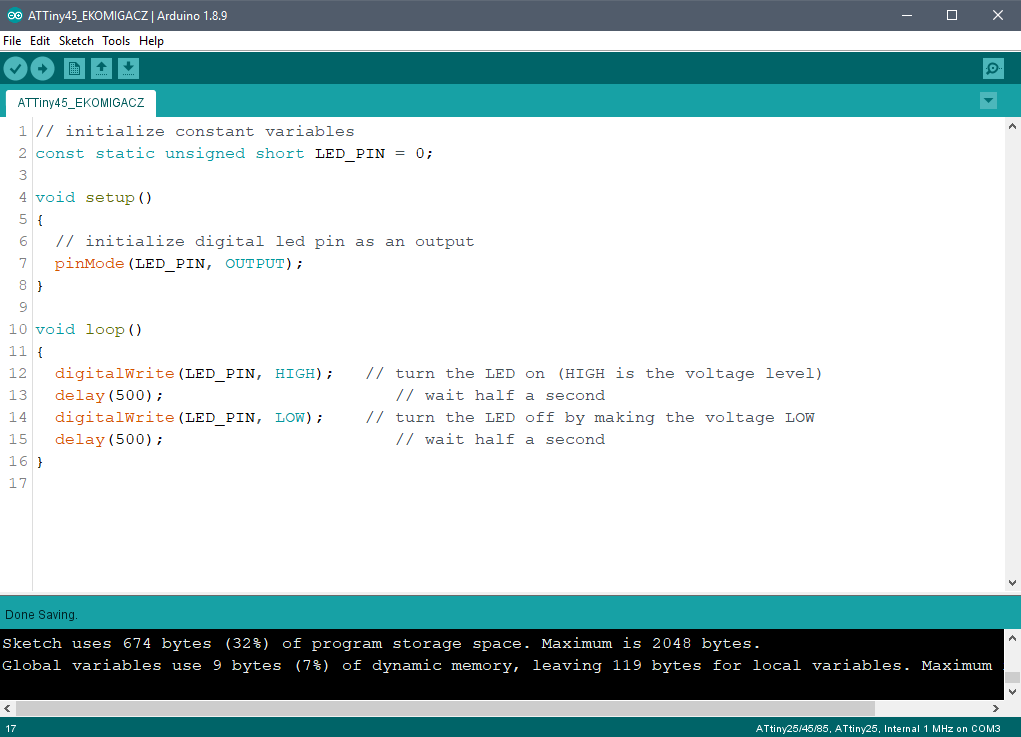 ATTiny45_EKOMIGACZ | Arduino 1.8.9
File Edit Sketch Tools Help
ATTiny45_EKOMIGACZ
1 // initialize constant variables
2 const static unsigned short LED_PIN = 0;
3
4 void setup()
5 {
6   // initialize digital led pin as an output
7   pinMode(LED_PIN, OUTPUT);
8 }
9
10 void loop()
11 {
12   digitalWrite(LED_PIN, HIGH);   // turn the LED on (HIGH is the voltage level)
13   delay(500);                       // wait half a second
14   digitalWrite(LED_PIN, LOW);    // turn the LED off by making the voltage LOW
15   delay(500);                       // wait half a second
16 }
17
Done Saving.
Sketch uses 674 bytes (32%) of program storage space. Maximum is 2048 bytes.
Global variables use 9 bytes (7%) of dynamic memory, leaving 119 bytes for local variables. Maximum
17 ATtiny25/45/85, ATtiny25, Internal 1 MHz on COM3